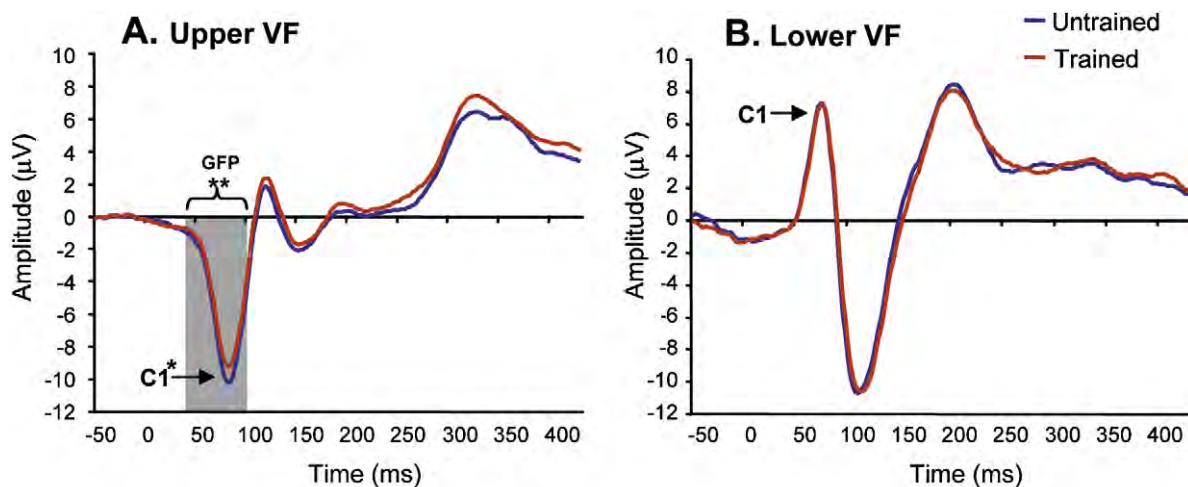 A. Upper VF
Amplitude (µV)
10
8
6
4
2
0
-2
-4
-6
-8
-10
-12
GFP
**
C1*
-50 0 50 100 150 200 250 300 350 400
Time (ms)
B. Lower VF
Untrained
Trained
Amplitude (µV)
10
8
6
4
2
0
-2
-4
-6
-8
-10
-12
C1
-50 0 50 100 150 200 250 300 350 400
Time (ms)